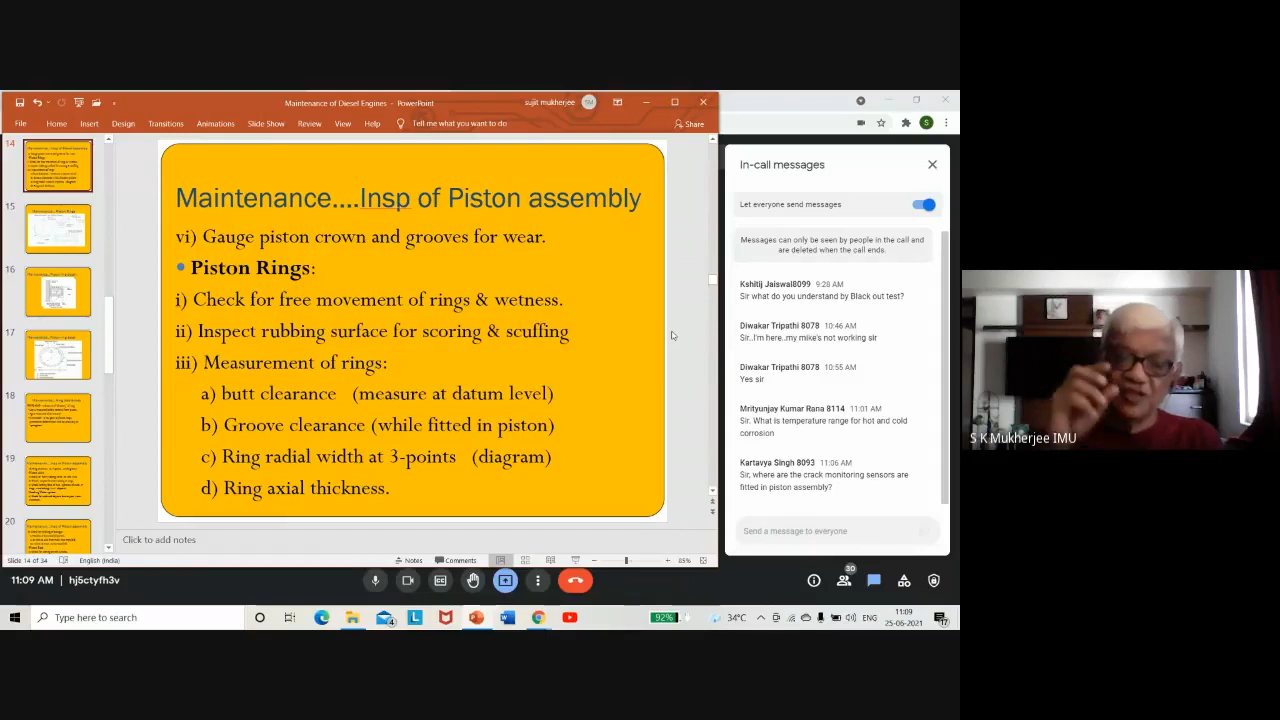 Maintenance of Diesel Engines - PowerPoint
sujit mukherjee
SM
File Home Insert Design Transitions Animations Slide Show Review View Help Tell me what you want to do Share
14
15
16
17
18
19
20
Maintenance....Insp of Piston assembly
vi) Gauge piston crown and grooves for wear.
Piston Rings:
i) Check for free movement of rings & wetness.
ii) Inspect rubbing surface for scoring & scuffing
iii) Measurement of rings:
a) butt clearance (measure at datum level)
b) Groove clearance (while fitted in piston)
c) Ring radial width at 3-points (diagram)
d) Ring axial thickness.
Click to add notes
Slide 14 of 34 English (India) Notes Comments 85%
S
In-call messages
Let everyone send messages
Messages can only be seen by people in the call and
are deleted when the call ends.
Kshitij Jaiswal8099 9:28 AM
Sir what do you understand by Black out test?
Diwakar Tripathi 8078 10:46 AM
Sir..I'm here..my mike's not working sir
Diwakar Tripathi 8078 10:55 AM
Yes sir
Mrityunjay Kumar Rana 8114 11:01 AM
Sir. What is temperature range for hot and cold
corrosion
Kartavya Singh 8093 11:06 AM
Sir, where are the crack monitoring sensors are
fitted in piston assembly?
Send a message to everyone
S K Mukherjee IMU
11:09 AM | hj5ctyfh3v
30
Type here to search
92% 34°C ENG 11:09
25-06-2021